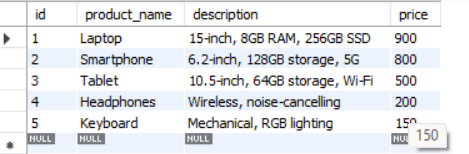 id product_name description price
1 Laptop 15-inch, 8GB RAM, 256GB SSD 900
2 Smartphone 6.2-inch, 128GB storage, 5G 800
3 Tablet 10.5-inch, 64GB storage, Wi-Fi 500
4 Headphones Wireless, noise-cancelling 200
5 Keyboard Mechanical, RGB lighting 150
NULL NULL NULL NULL
150